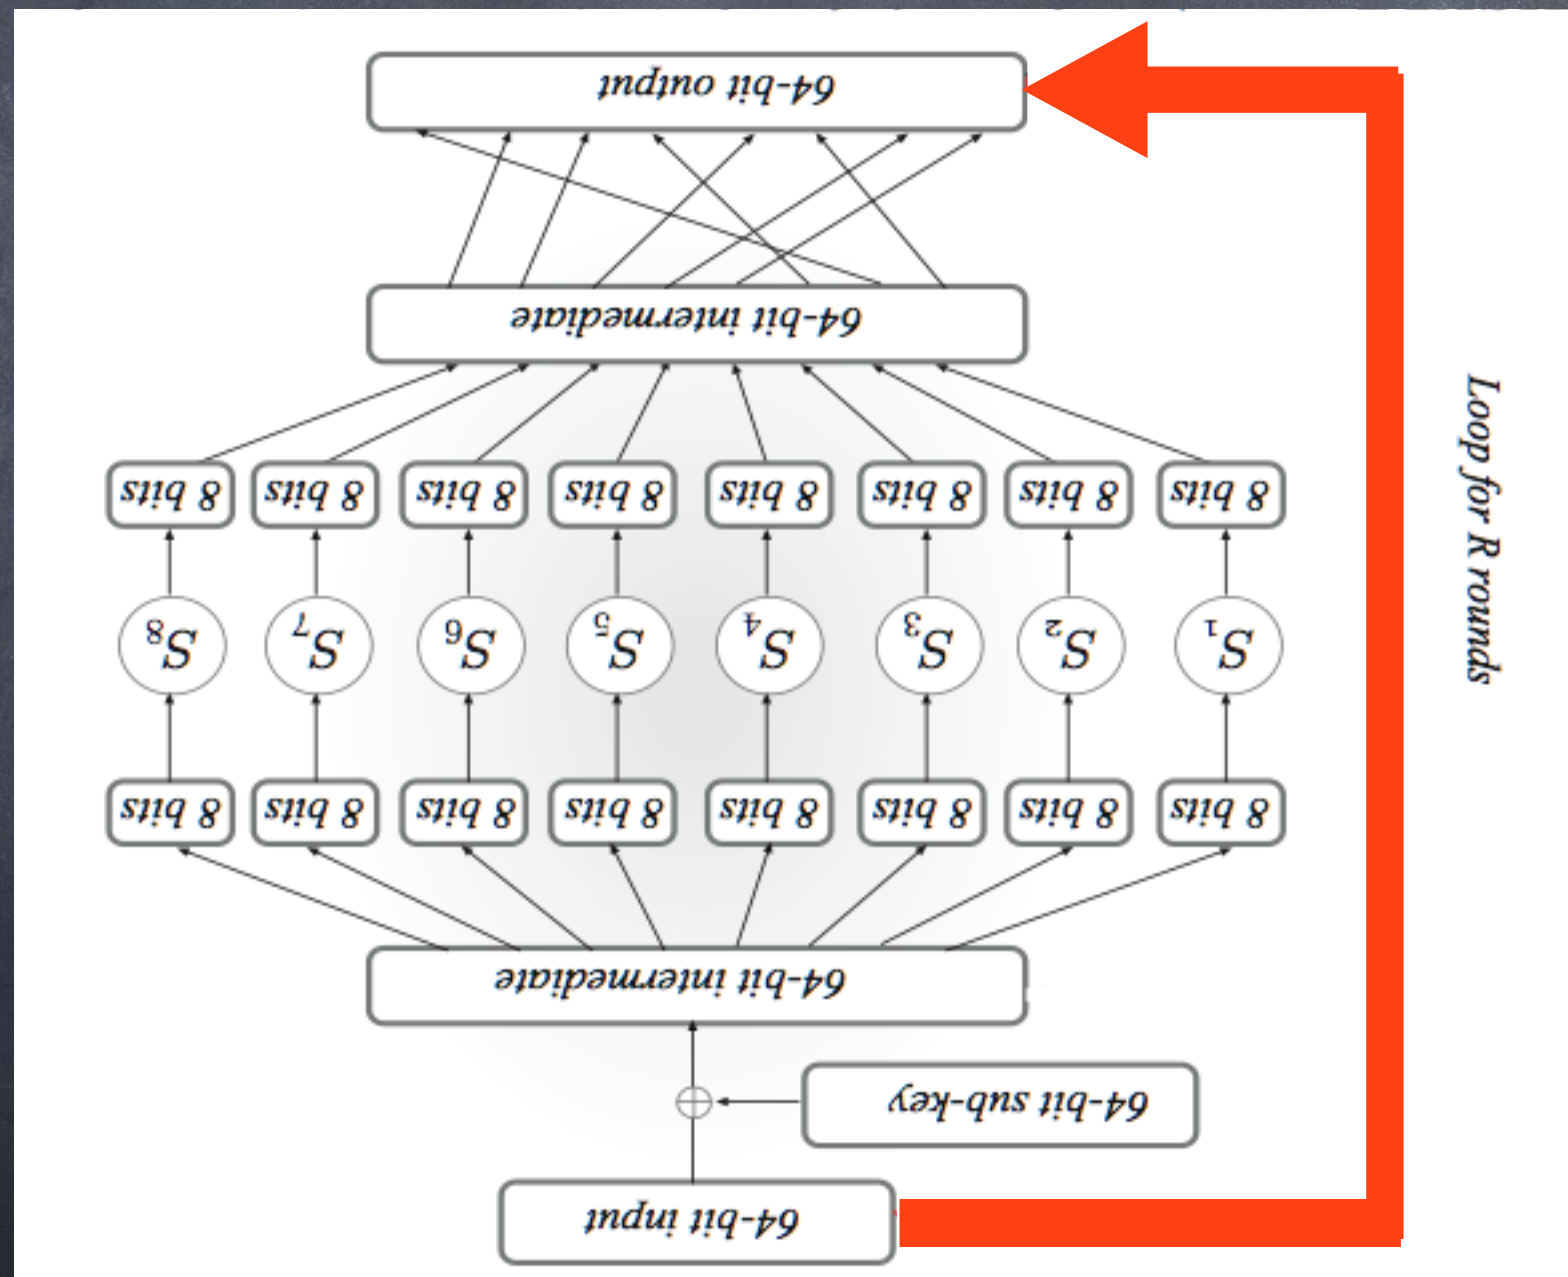 64-bit input
64-bit sub-key
64-bit intermediate
8 bits 8 bits 8 bits 8 bits 8 bits 8 bits 8 bits 8 bits
S1 S2 S3 S4 S5 S6 S7 S8
8 bits 8 bits 8 bits 8 bits 8 bits 8 bits 8 bits 8 bits
64-bit intermediate
64-bit output
Loop for R rounds